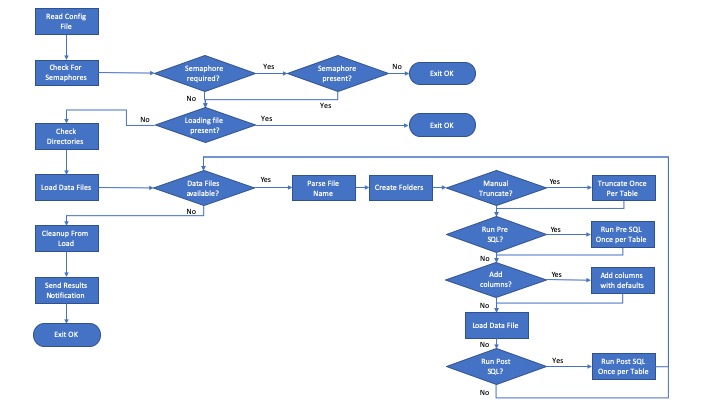 Read Config
File
Check For
Semaphores
Semaphore
required?
Yes
Semaphore
present?
No
Exit OK
No
Yes
Loading file
present?
No
Yes
Exit OK
Check
Directories
Load Data Files
Data Files
available?
Yes
Parse File
Name
Create Folders
Manual
Truncate?
Yes
Truncate Once
Per Table
No
Cleanup From
Load
Run Pre
SQL?
Yes
Run Pre SQL
Once per Table
No
Send Results
Notification
Add
columns?
Yes
Add columns
with defaults
No
Exit OK
Load Data File
No
Run Post
SQL?
Yes
Run Post SQL
Once per Table
No